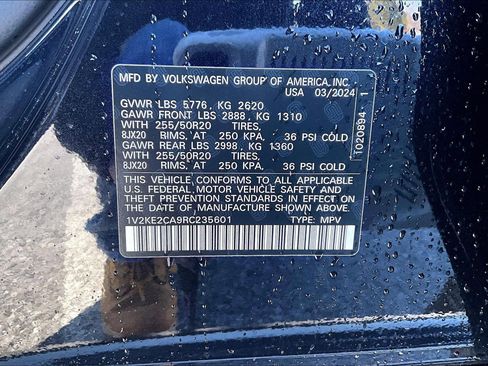 MFD BY VOLKSWAGEN GROUP OF AMERICA, INC.
USA 03/2024
GVWR LBS 5776, KG 2620
GAWR FRONT LBS 2888, KG 1310
WITH 255/50R20 TIRES,
8JX20 RIMS, AT 250 KPA, 36 PSI COLD
GAWR REAR LBS 2998, KG 1360
WITH 255/50R20 TIRES,
8JX20 RIMS, AT 250 KPA, 36 PSI COLD
THIS VEHICLE CONFORMS TO ALL APPLICABLE
U.S. FEDERAL MOTOR VEHICLE SAFETY AND
THEFT PREVENTION STANDARDS IN EFFECT
ON THE DATE OF MANUFACTURE SHOWN ABOVE.
1V2KE2CA9RC235601 TYPE: MPV
T020894 1